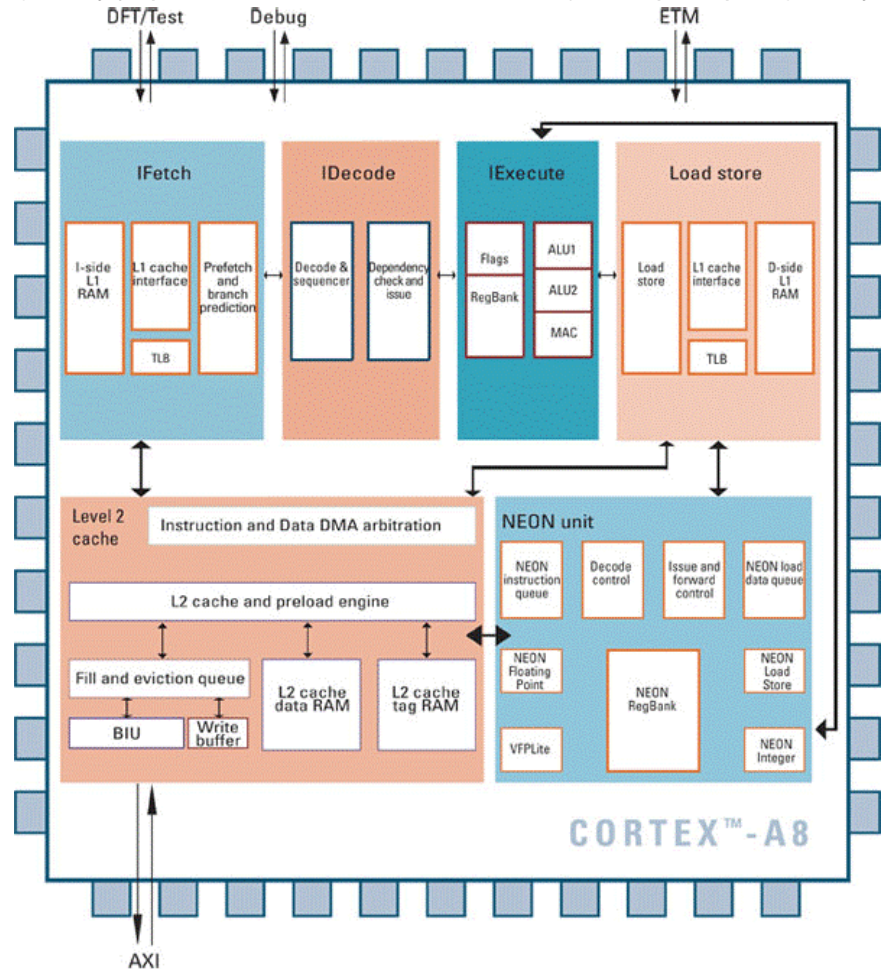 DFT/Test
Debug
ETM
IFetch
IDecode
IExecute
Load store
I-side
L1
RAM
L1 cache
interface
TLB
Prefetch
and
branch
prediction
Decode &
sequencer
Dependency
check and
issue
Flags
RegBank
ALU1
ALU2
MAC
Load
store
L1 cache
interface
TLB
D-side
L1
RAM
Level 2
cache
Instruction and Data DMA arbitration
L2 cache and preload engine
Fill and eviction queue
BIU
Write
buffer
L2 cache
data RAM
L2 cache
tag RAM
NEON unit
NEON
instruction
queue
Decode
control
Issue and
forward
control
NEON load
data queue
NEON
Floating
Point
NEON
RegBank
NEON
Load
Store
VFPLite
NEON
Integer
CORTEX™-A8
AXI